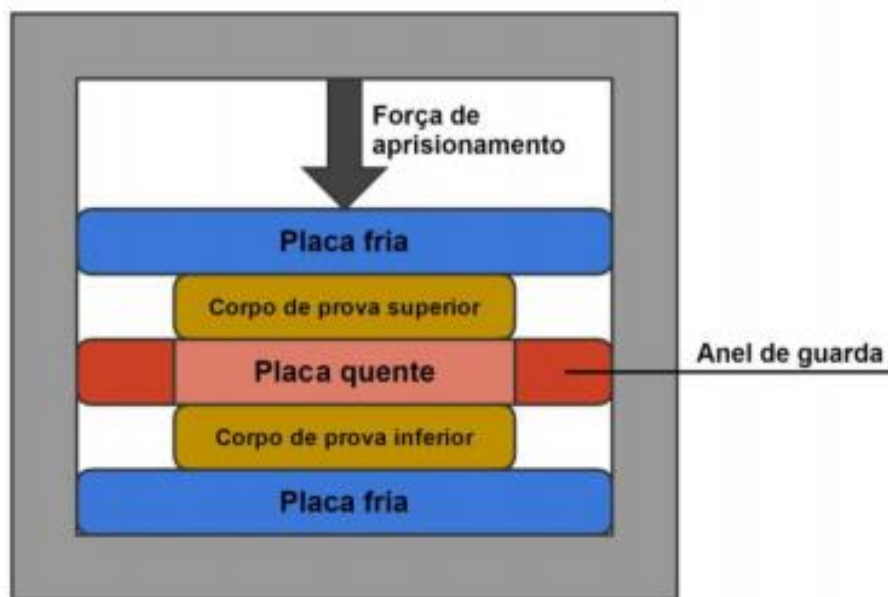 Força de
aprisionamento
Placa fria
Corpo de prova superior
Placa quente
Anel de guarda
Corpo de prova inferior
Placa fria